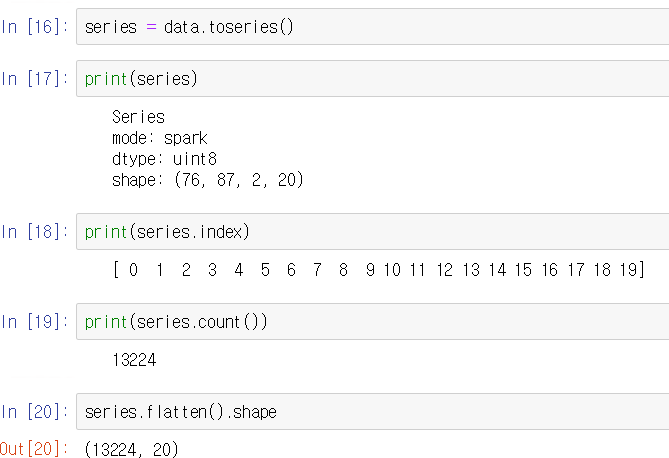 In [16]: series = data.toseries()
In [17]: print(series)
Series
mode: spark
dtype: uint8
shape: (76, 87, 2, 20)
In [18]: print(series.index)
[ 0  1  2  3  4  5  6  7  8  9 10 11 12 13 14 15 16 17 18 19]
In [19]: print(series.count())
13224
In [20]: series.flatten().shape
Out[20]: (13224, 20)